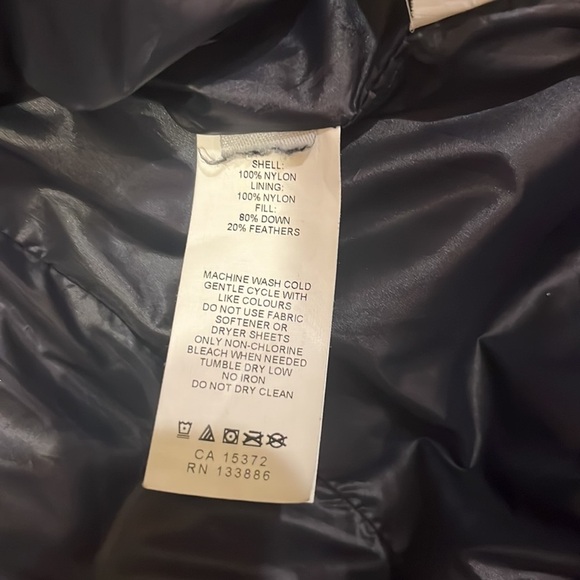 SHELL:
100% NYLON
LINING:
100% NYLON
FILL:
80% DOWN
20% FEATHERS
MACHINE WASH COLD
GENTLE CYCLE WITH
LIKE COLOURS
DO NOT USE FABRIC
SOFTENER OR
DRYER SHEETS
ONLY NON-CHLORINE
BLEACH WHEN NEEDED
TUMBLE DRY LOW
NO IRON
DO NOT DRY CLEAN
CA 15372
RN 133886